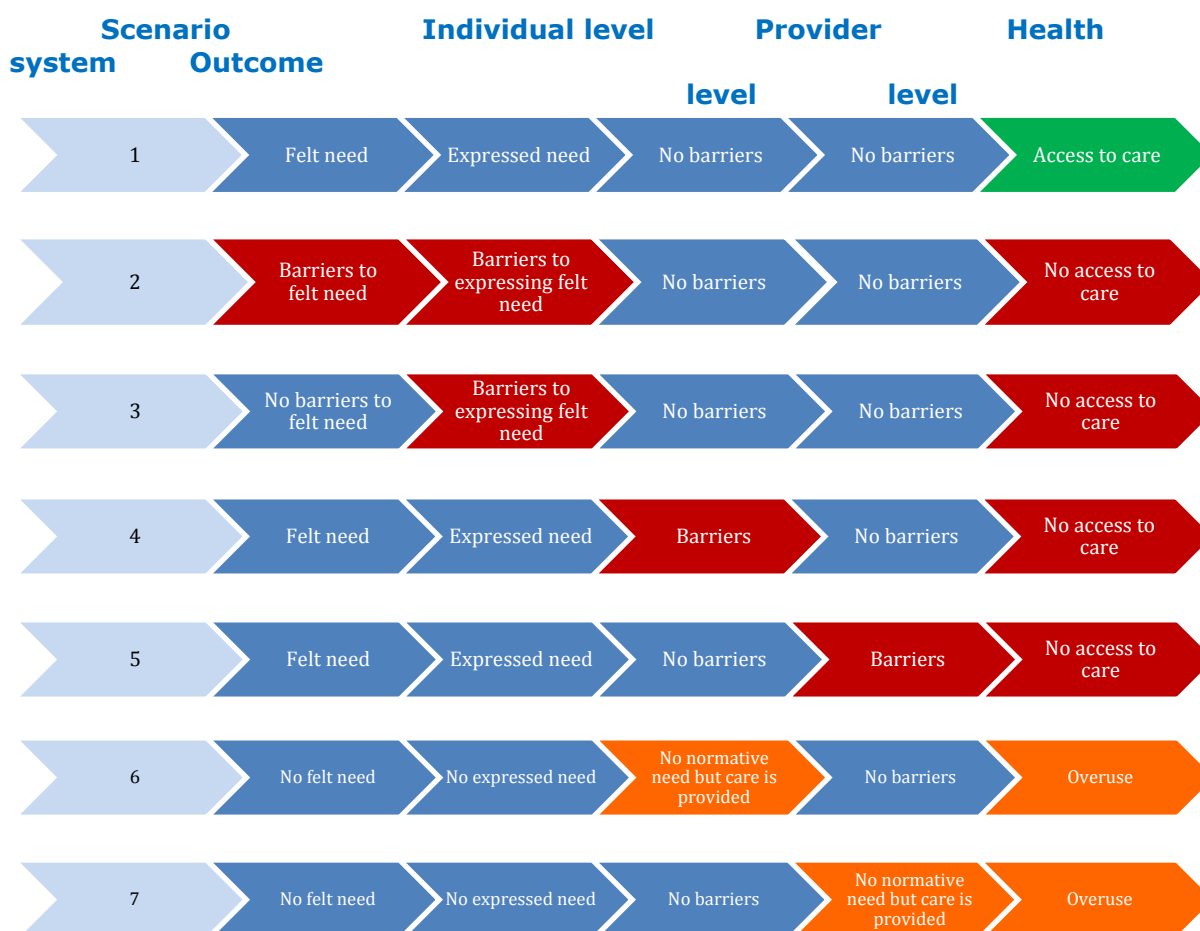 Scenario Individual level Provider Health
system Outcome
level level
1
Felt need
Expressed need
No barriers
No barriers
Access to care
2
Barriers to
felt need
Barriers to
expressing felt
need
No barriers
No barriers
No access to
care
3
No barriers to
felt need
Barriers to
expressing felt
need
No barriers
No barriers
No access to
care
4
Felt need
Expressed need
Barriers
No barriers
No access to
care
5
Felt need
Expressed need
No barriers
Barriers
No access to
care
6
No felt need
No expressed need
No normative
need but care is
provided
No barriers
Overuse
7
No felt need
No expressed need
No barriers
No normative
need but care is
provided
Overuse